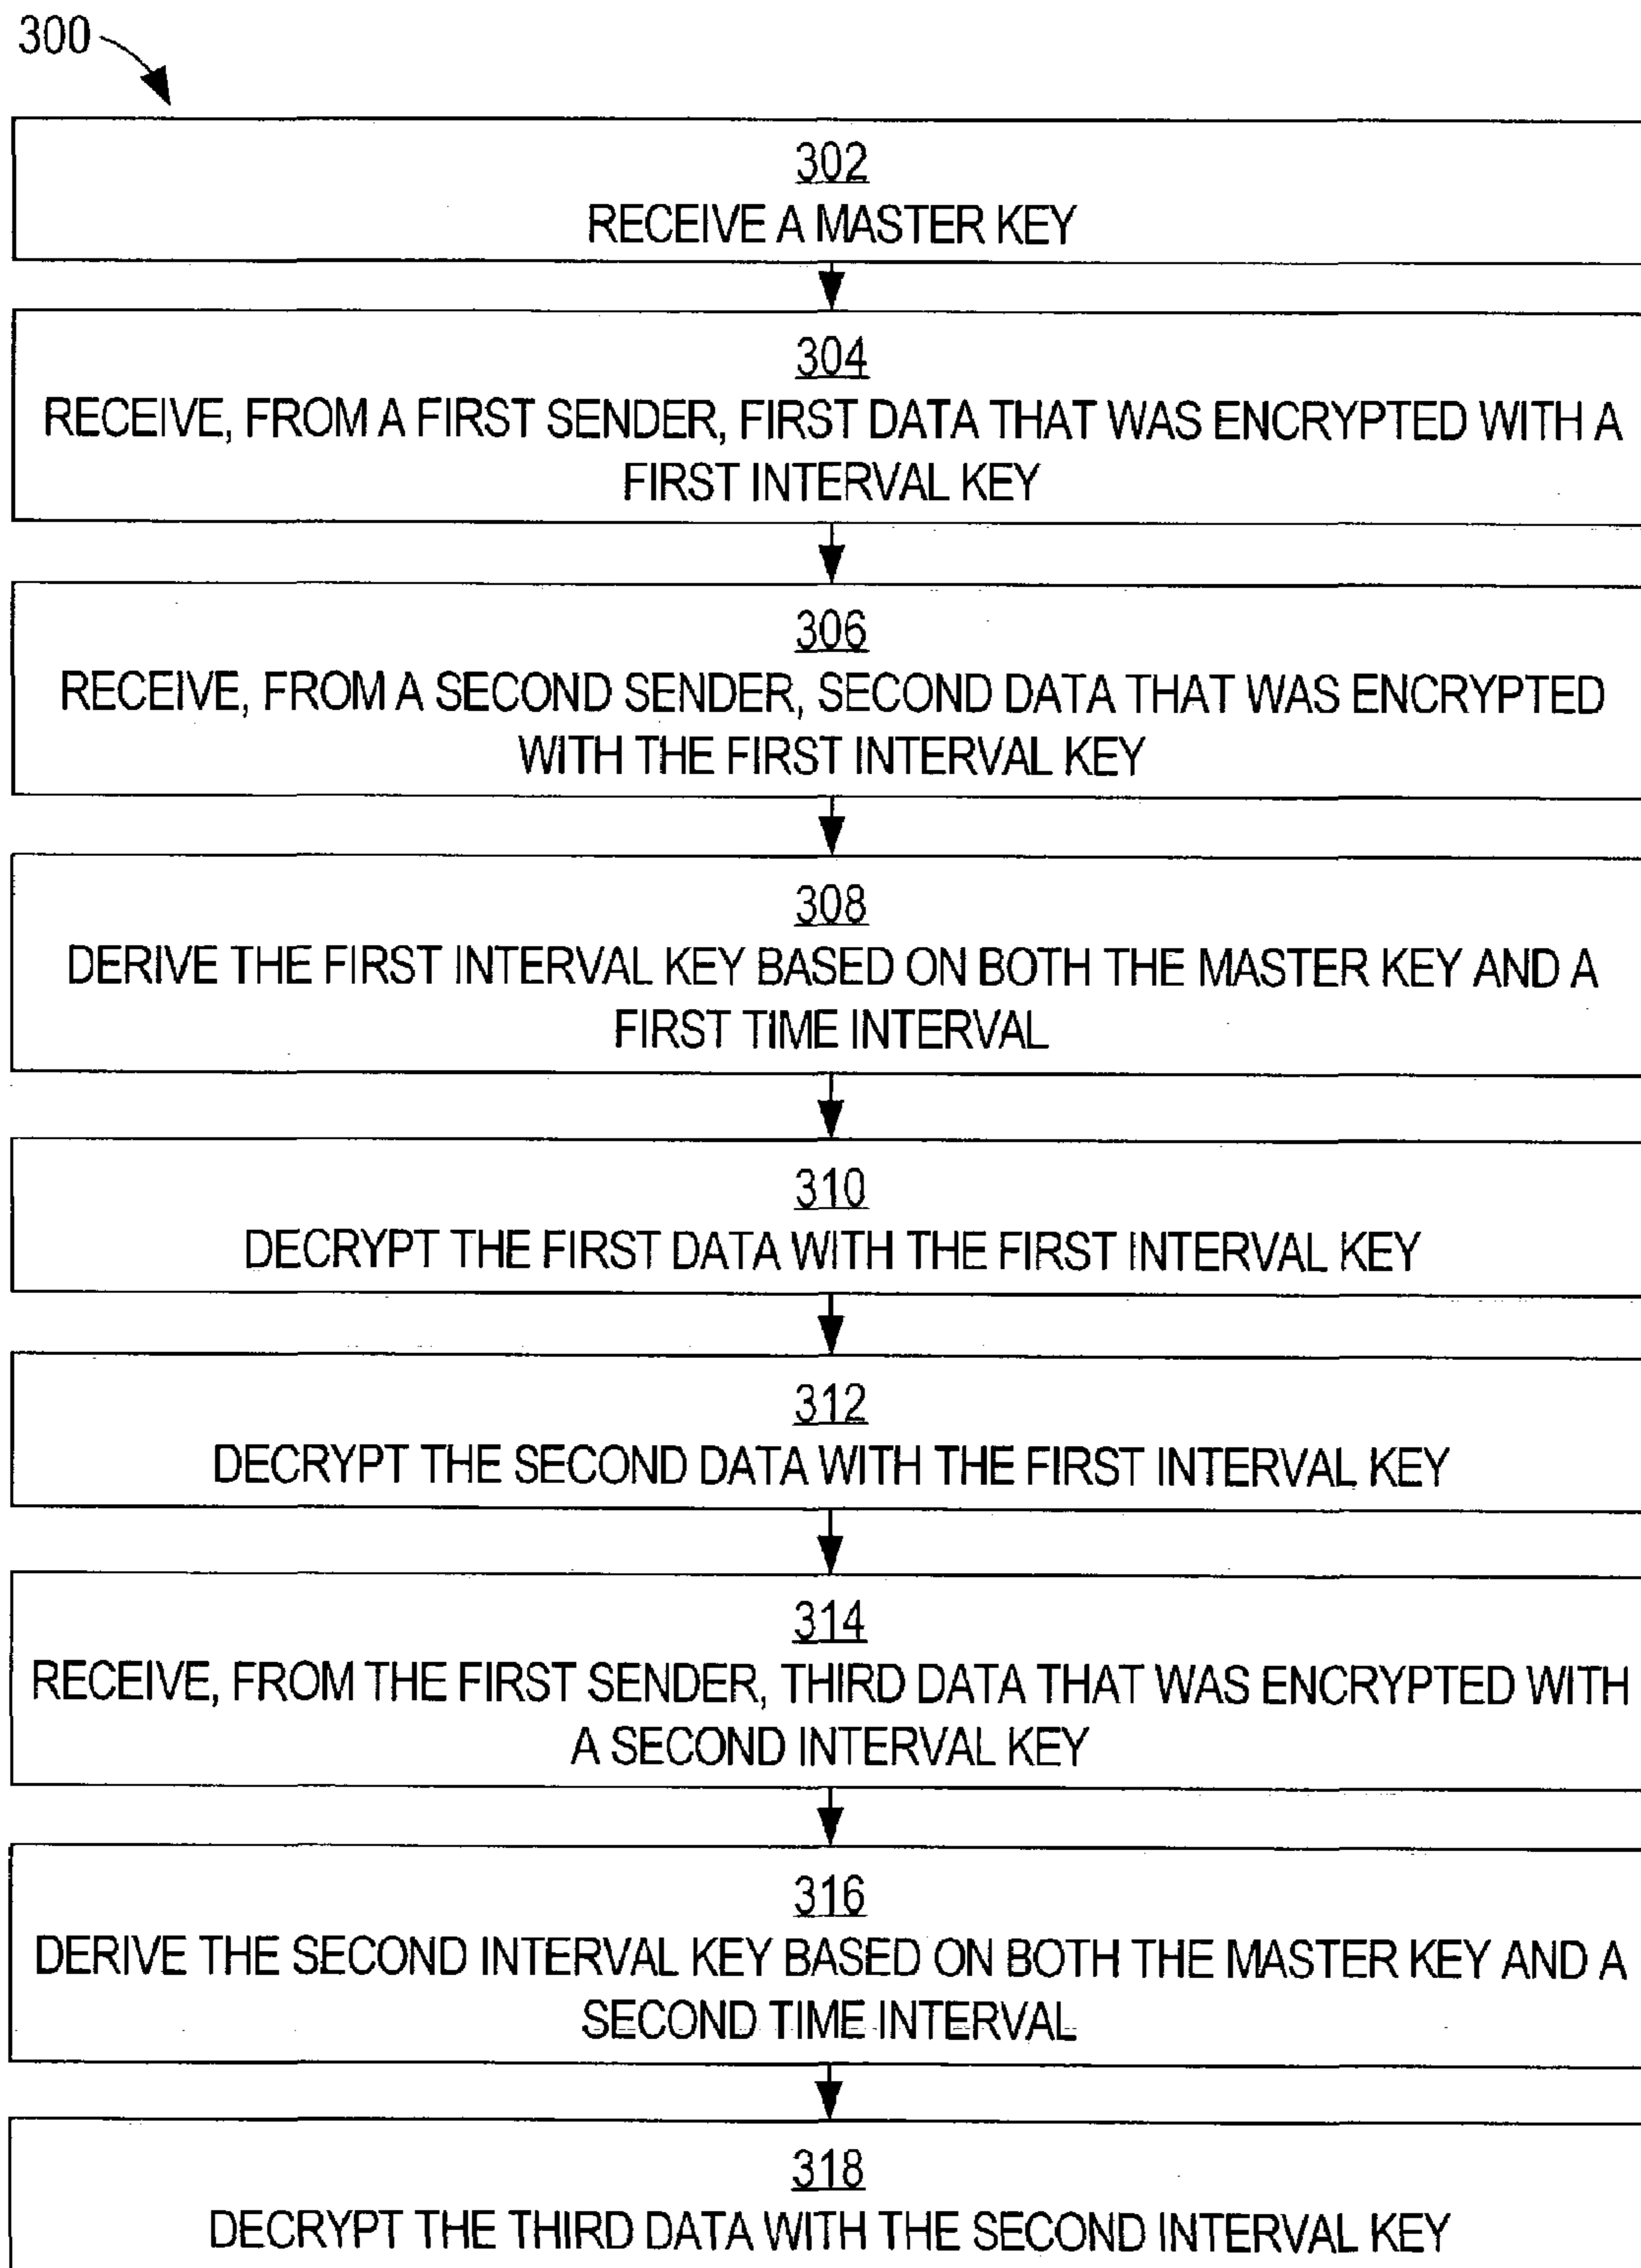 300
302
RECEIVE A MASTER KEY
304
RECEIVE, FROM A FIRST SENDER, FIRST DATA THAT WAS ENCRYPTED WITH A
FIRST INTERVAL KEY
306
RECEIVE, FROM A SECOND SENDER, SECOND DATA THAT WAS ENCRYPTED
WITH THE FIRST INTERVAL KEY
308
DERIVE THE FIRST INTERVAL KEY BASED ON BOTH THE MASTER KEY AND A
FIRST TIME INTERVAL
310
DECRYPT THE FIRST DATA WITH THE FIRST INTERVAL KEY
312
DECRYPT THE SECOND DATA WITH THE FIRST INTERVAL KEY
314
RECEIVE, FROM THE FIRST SENDER, THIRD DATA THAT WAS ENCRYPTED WITH
A SECOND INTERVAL KEY
316
DERIVE THE SECOND INTERVAL KEY BASED ON BOTH THE MASTER KEY AND A
SECOND TIME INTERVAL
318
DECRYPT THE THIRD DATA WITH THE SECOND INTERVAL KEY